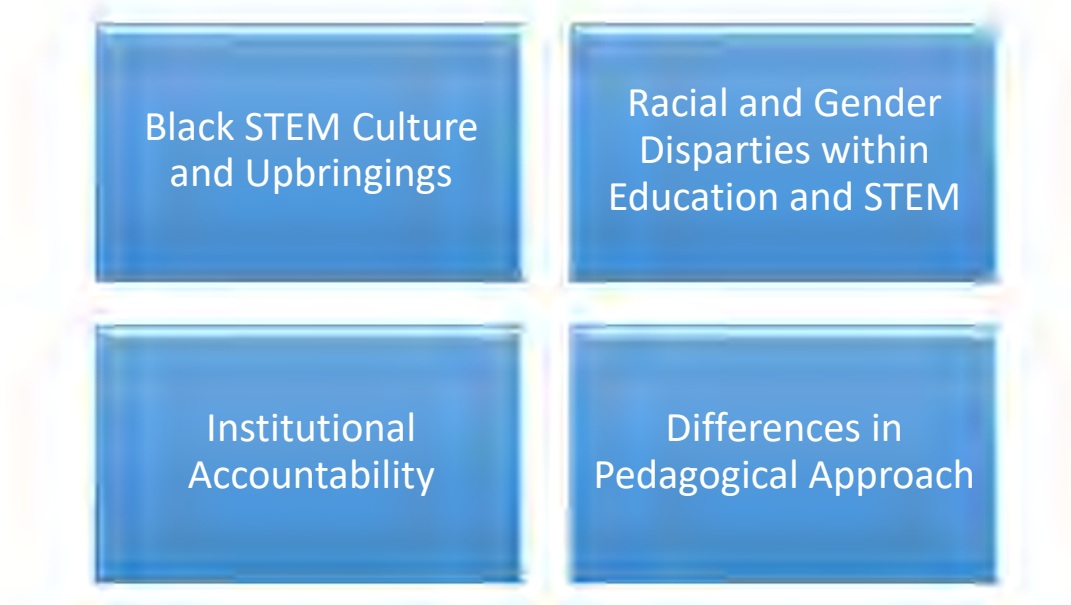 Black STEM Culture
and Upbringings
Racial and Gender
Disparties within
Education and STEM
Institutional
Accountability
Differences in
Pedagogical Approach